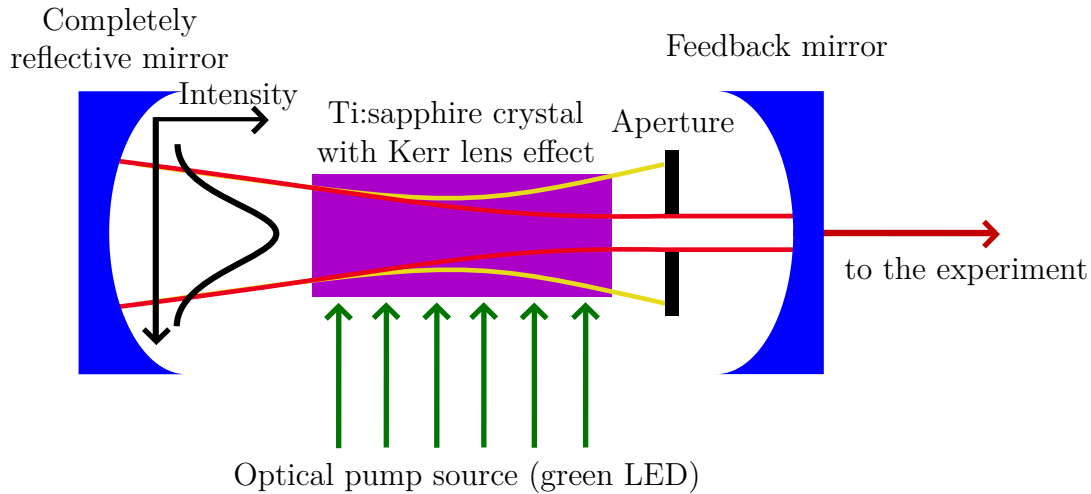 Completely
reflective mirror
Intensity
Ti:sapphire crystal
with Kerr lens effect
Aperture
Feedback mirror
to the experiment
Optical pump source (green LED)